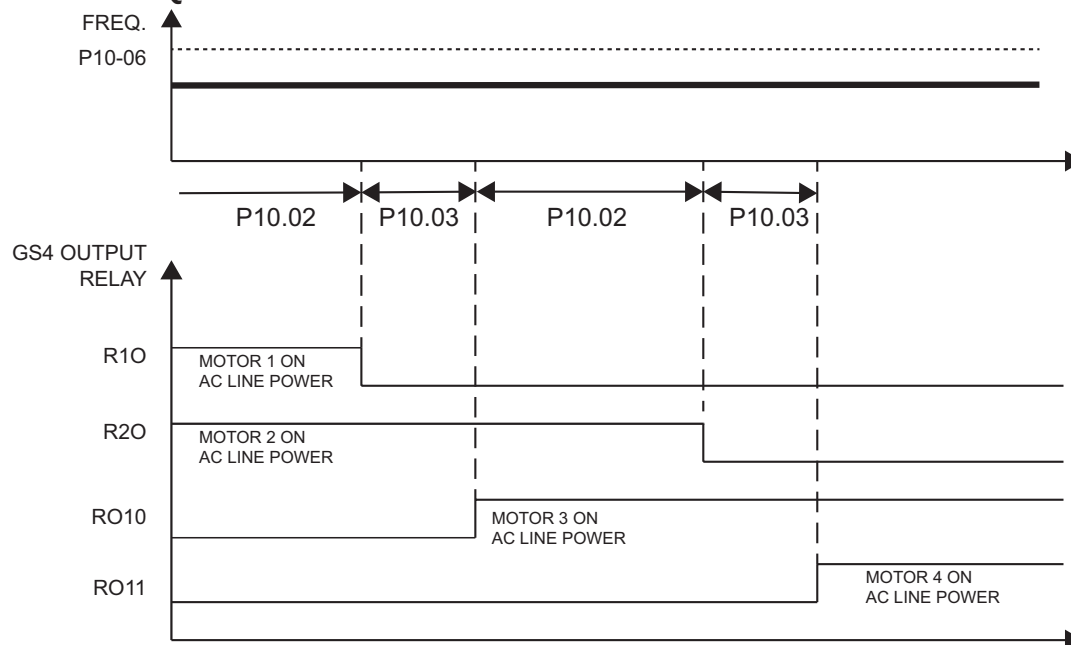 FREQ.
P10-06
P10.02 P10.03 P10.02 P10.03
GS4 OUTPUT
RELAY
R1O
MOTOR 1 ON
AC LINE POWER
R2O
MOTOR 2 ON
AC LINE POWER
RO10
MOTOR 3 ON
AC LINE POWER
RO11
MOTOR 4 ON
AC LINE POWER